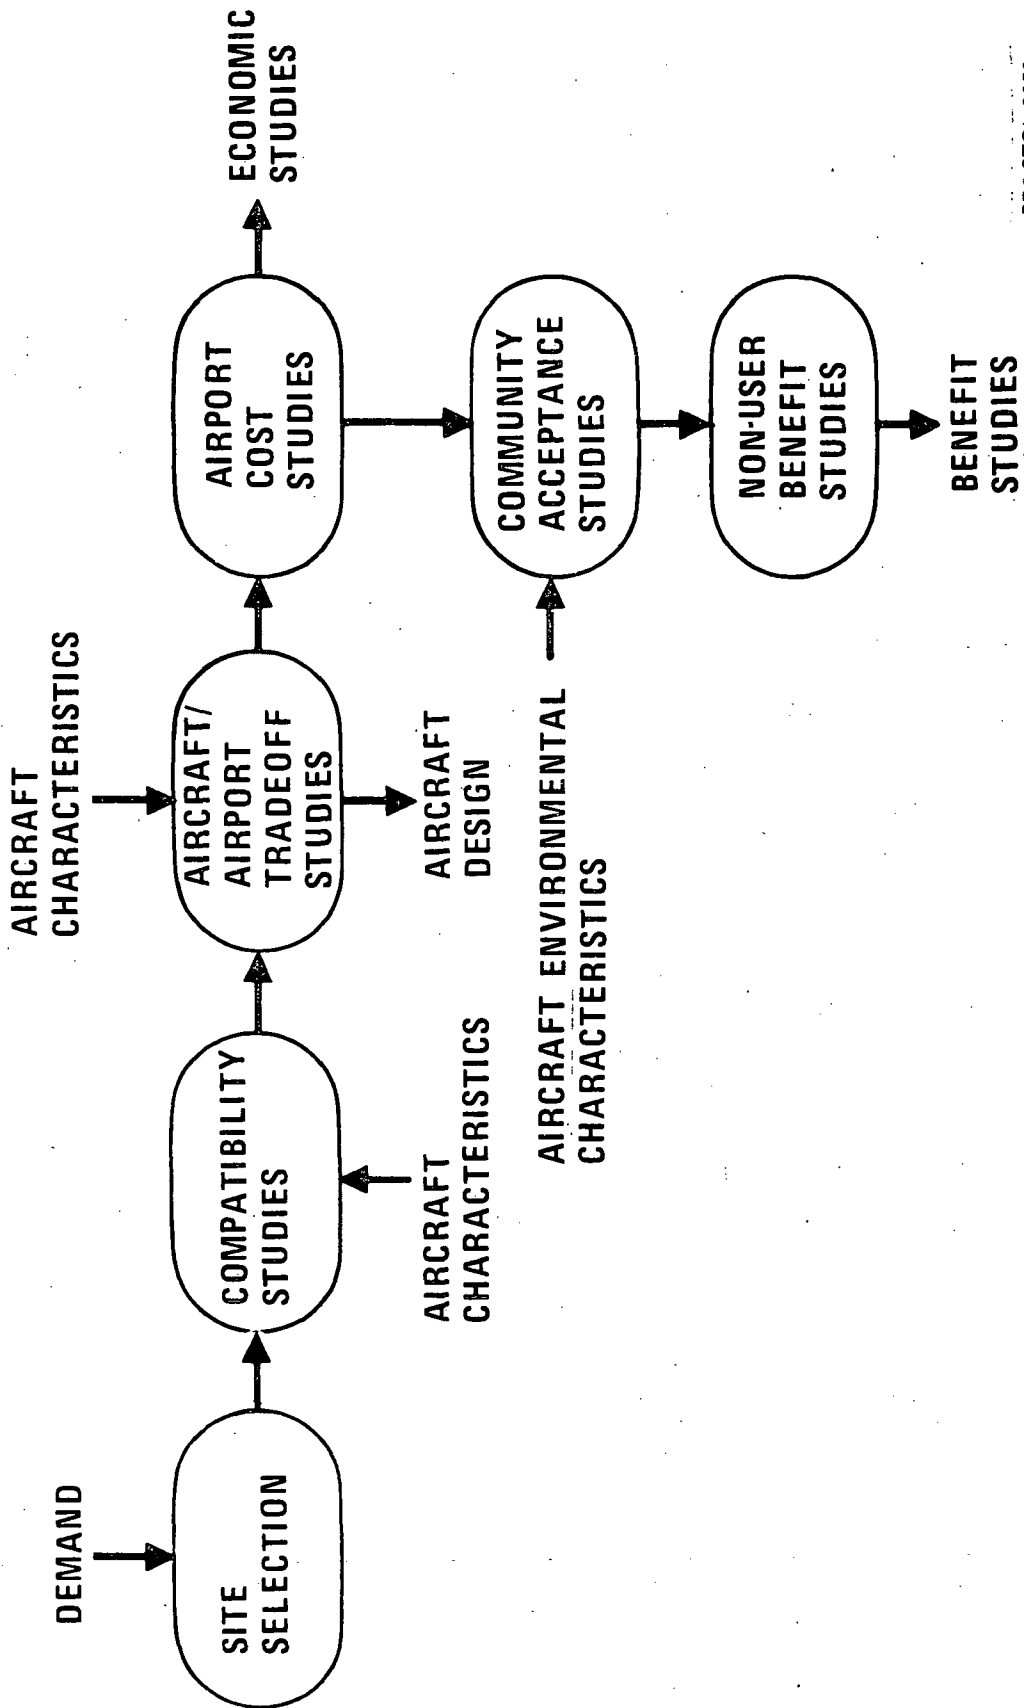 DEMAND
SITE
SELECTION
COMPATIBILITY
STUDIES
AIRCRAFT
CHARACTERISTICS
AIRCRAFT
CHARACTERISTICS
AIRCRAFT/
AIRPORT
TRADEOFF
STUDIES
AIRCRAFT
DESIGN
AIRPORT
COST
STUDIES
ECONOMIC
STUDIES
AIRCRAFT ENVIRONMENTAL
CHARACTERISTICS
COMMUNITY
ACCEPTANCE
STUDIES
NON-USER
BENEFIT
STUDIES
BENEFIT
STUDIES